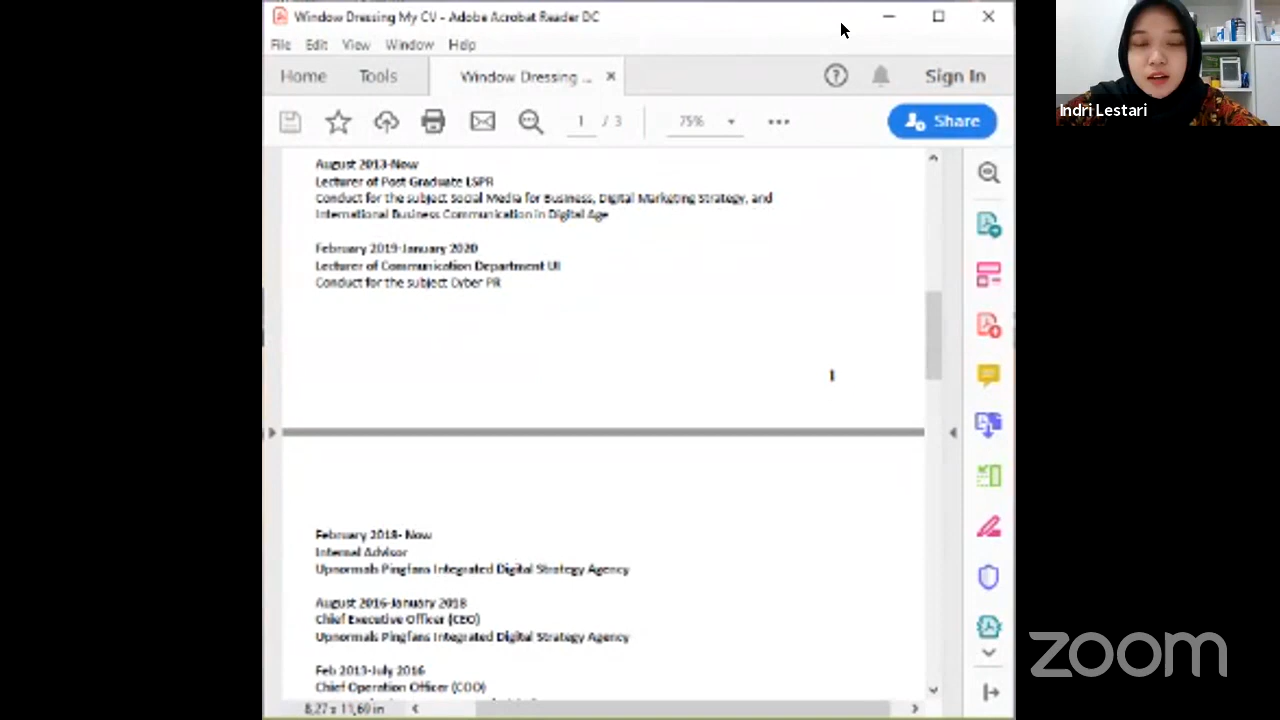 Window Dressing My CV - Adobe Acrobat Reader DC
File Edit View Window Help
Home Tools Window Dressing ... × ? Sign In
1 / 3 75% Share
August 2013-Now
Lecturer of Post Graduate LSPR
Conduct for the subject Social Media for Business, Digital Marketing Strategy, and
International Business Communication in Digital Age
February 2019-January 2020
Lecturer of Communication Department UI
Conduct for the subject Cyber PR
1
February 2018- Now
Internal Advisor
Upnormals Pingfans Integrated Digital Strategy Agency
August 2016-January 2018
Chief Executive Officer (CEO)
Upnormals Pingfans Integrated Digital Strategy Agency
Feb 2013-July 2016
Chief Operation Officer (COO)
8,27 x 11,69 in
Indri Lestari
zoom